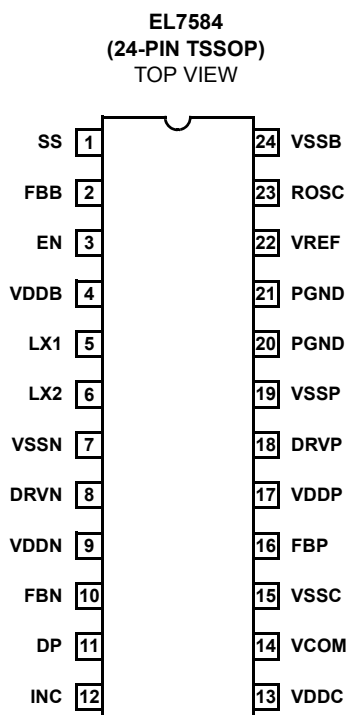 EL7584
(24-PIN TSSOP)
TOP VIEW
SS 1 24 VSSB
FBB 2 23 ROSC
EN 3 22 VREF
VDDB 4 21 PGND
LX1 5 20 PGND
LX2 6 19 VSSP
VSSN 7 18 DRVP
DRVN 8 17 VDDP
VDDN 9 16 FBP
FBN 10 15 VSSC
DP 11 14 VCOM
INC 12 13 VDDC